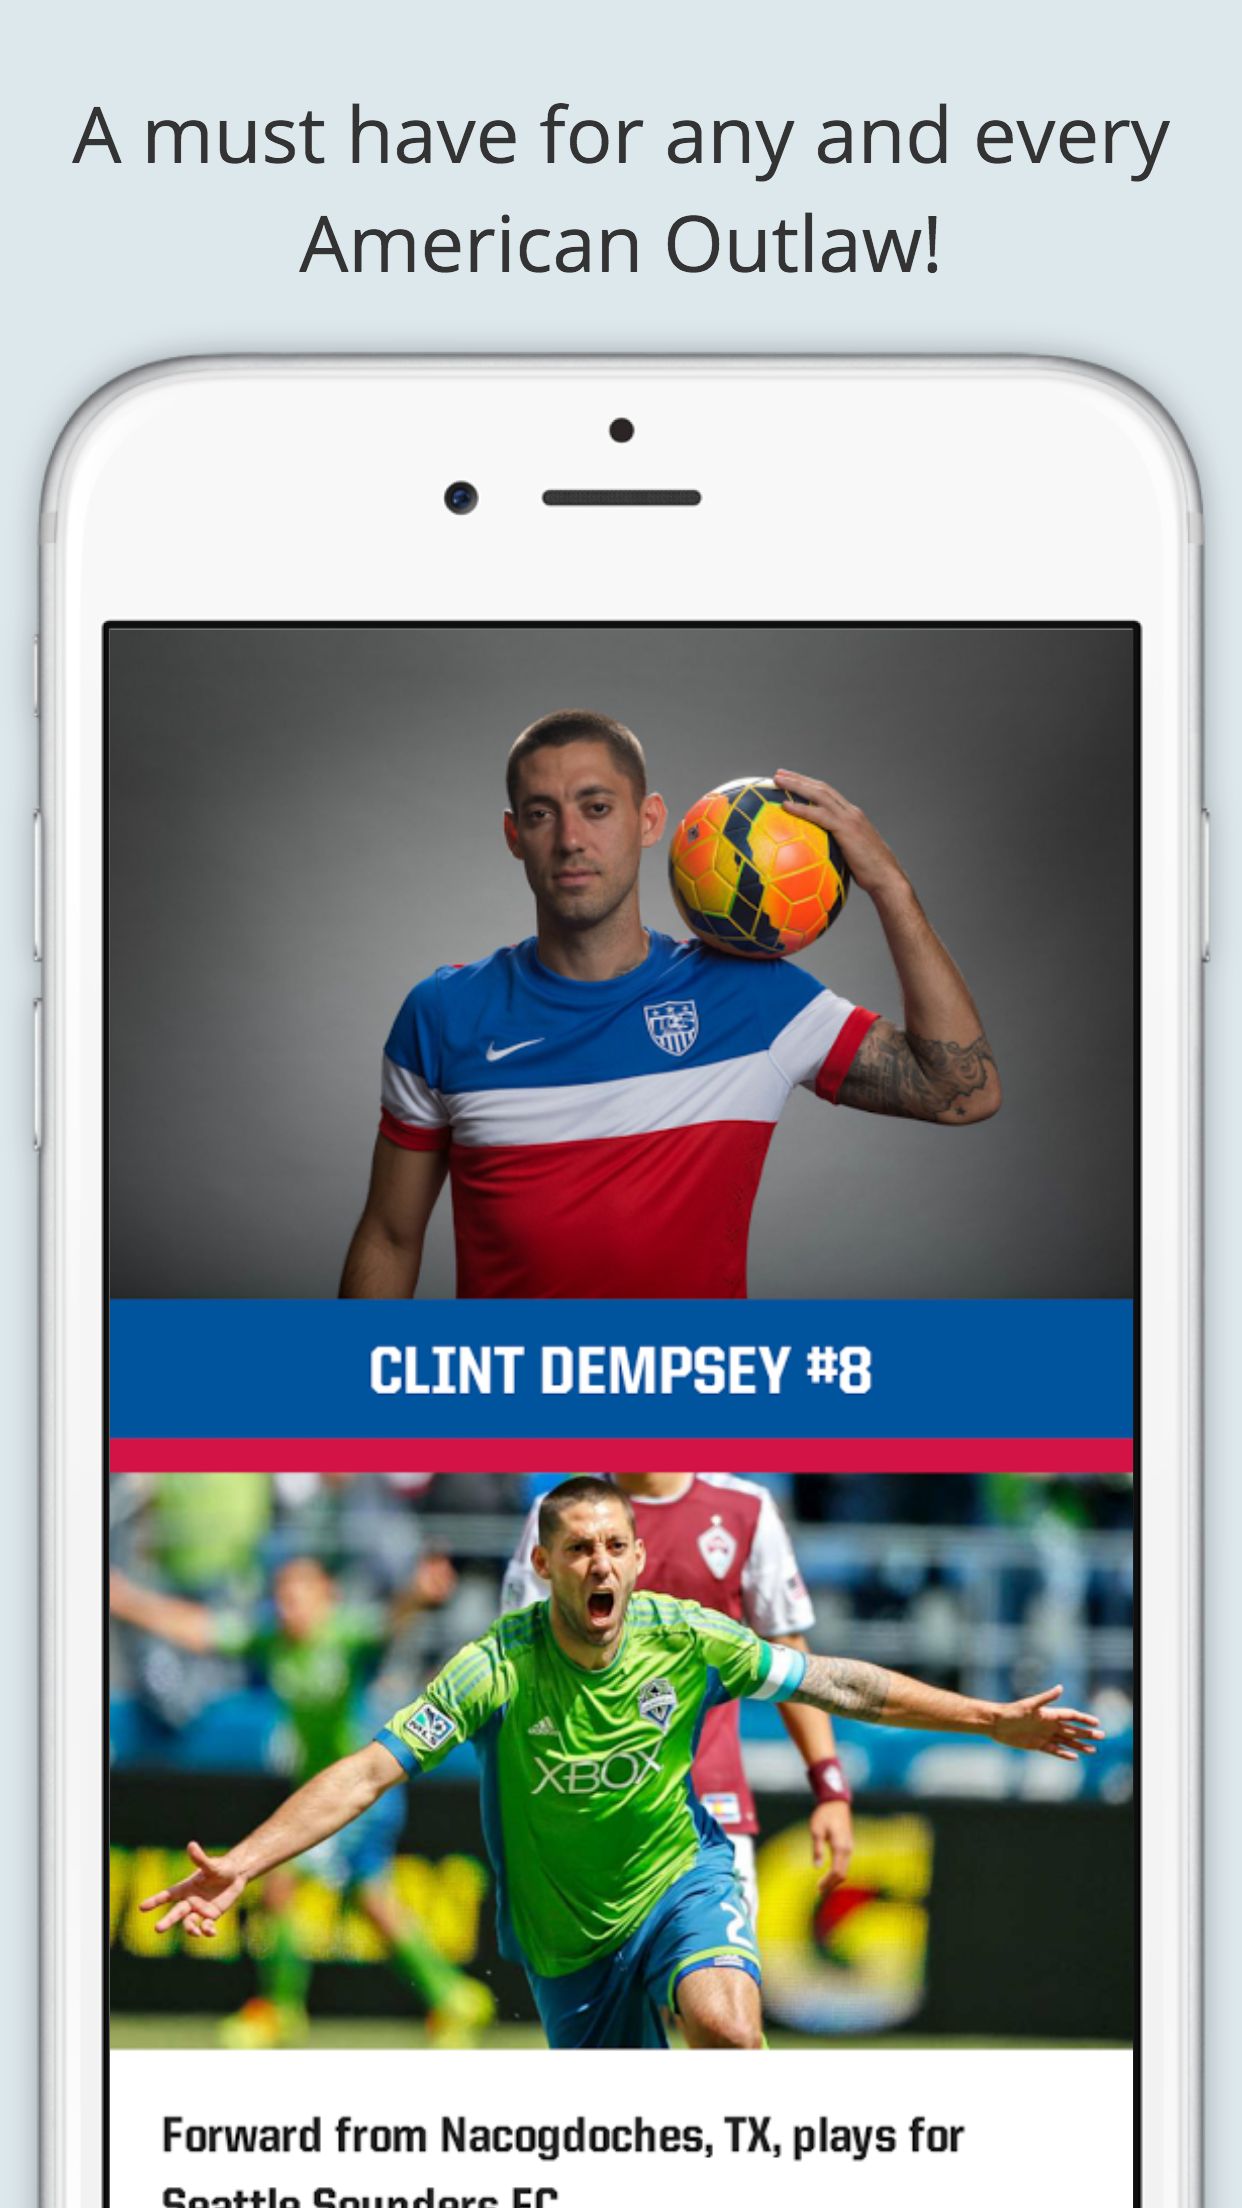 A must have for any and every
American Outlaw!
CLINT DEMPSEY #8
XBOX
2
Forward from Nacogdoches, TX, plays for
Seattle Sounders FC